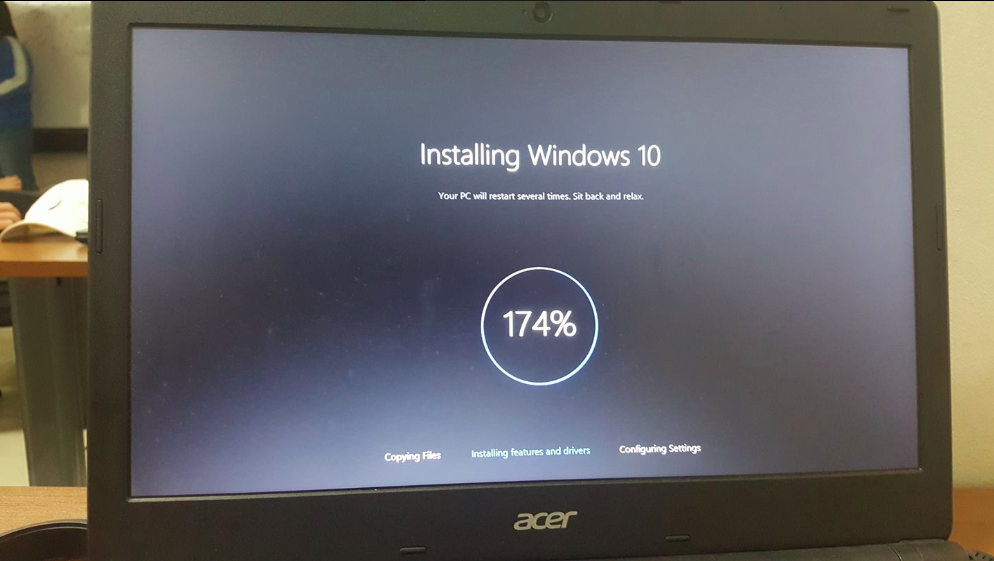 Installing Windows 10
Your PC will restart several times. Sit back and relax.
174%
Copying Files Installing features and drivers Configuring Settings
acer